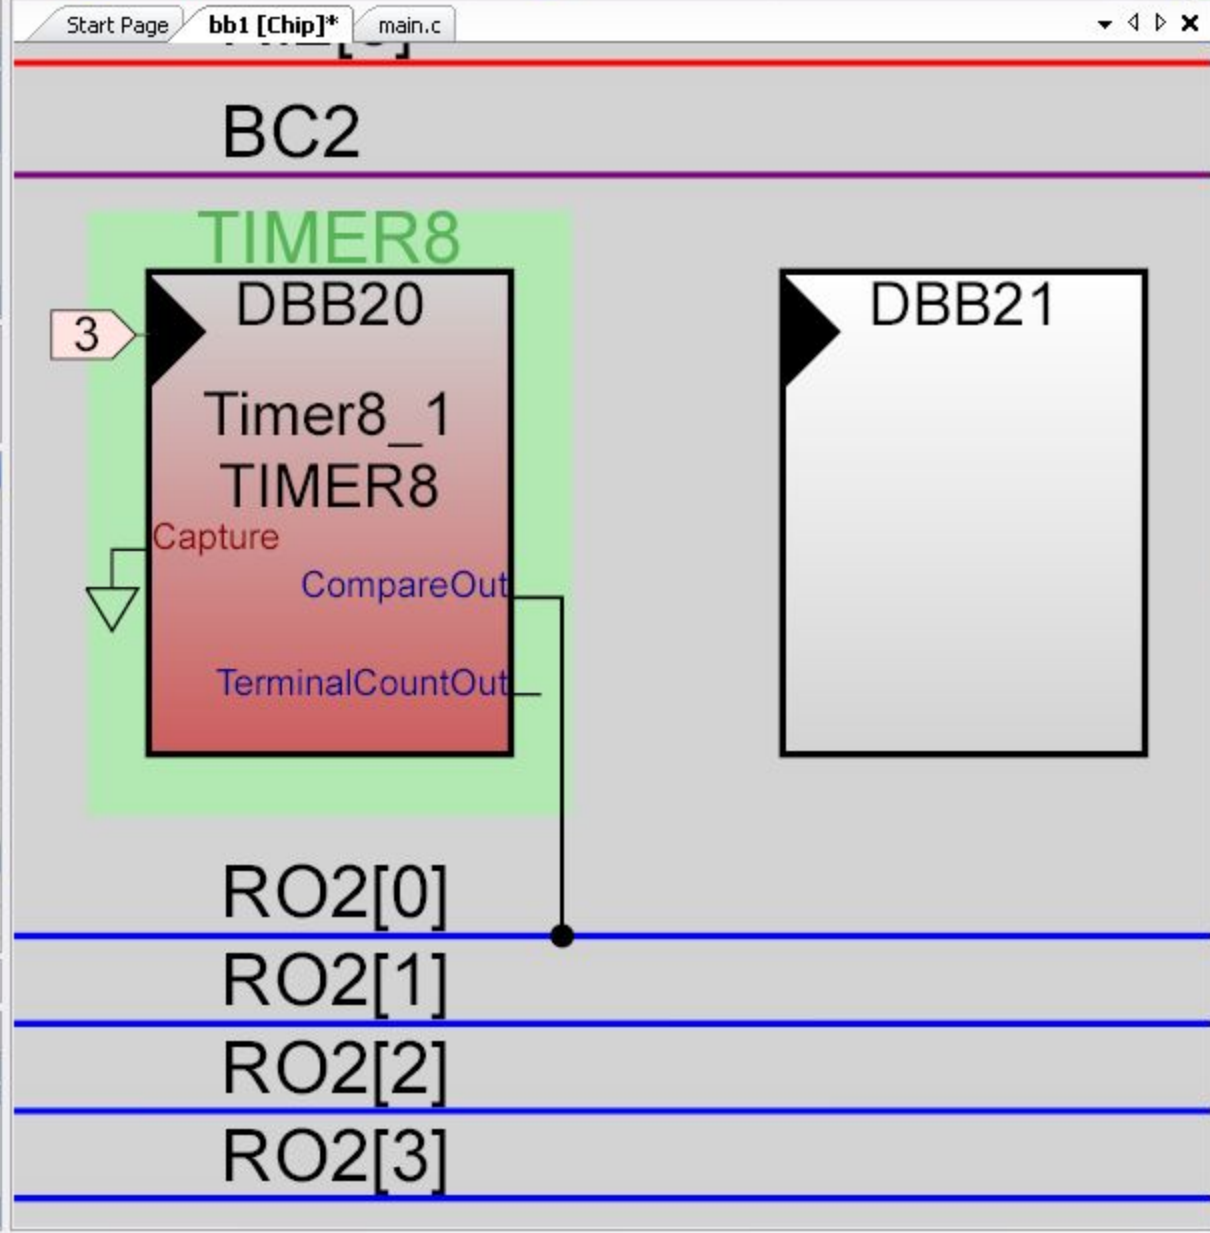 Start Page bb1 [Chip]* main.c
BC2
TIMER8
DBB20
DBB21
3
Timer8_1
TIMER8
Capture
CompareOut
TerminalCountOut
RO2[0]
RO2[1]
RO2[2]
RO2[3]